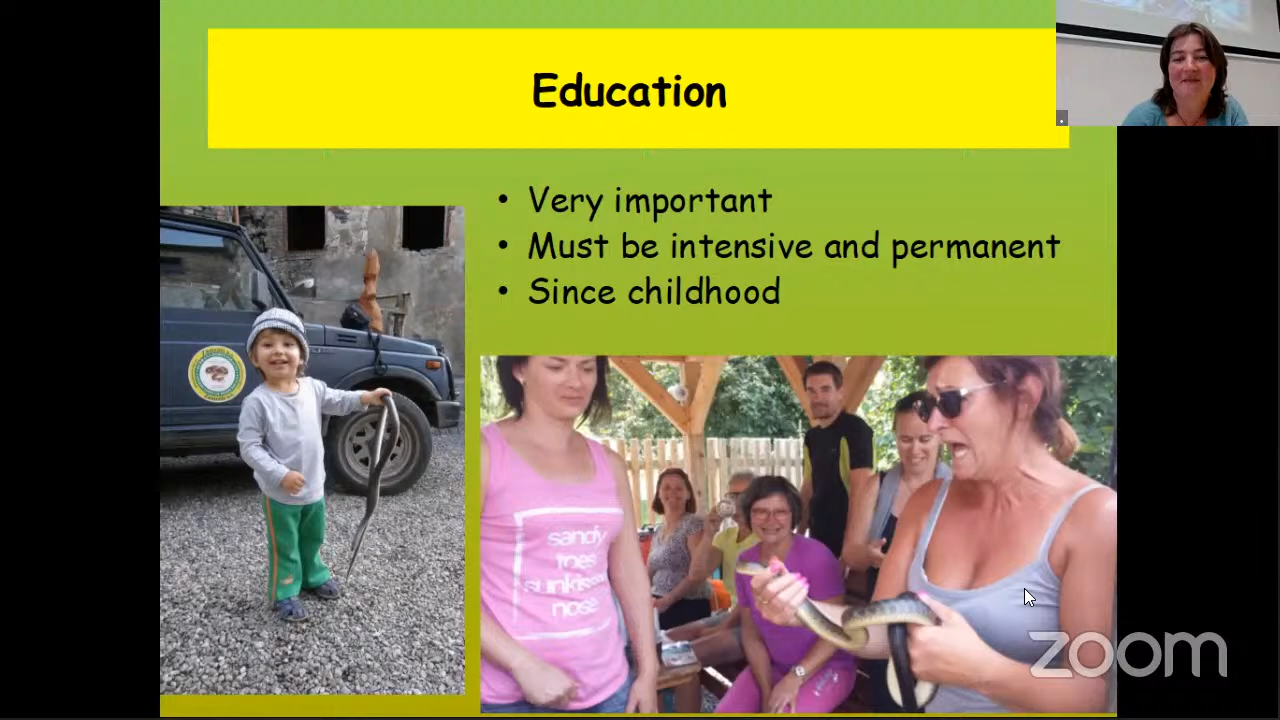 Education
• Very important
• Must be intensive and permanent
• Since childhood
sandy
toes
sunkissed
nose
zoom